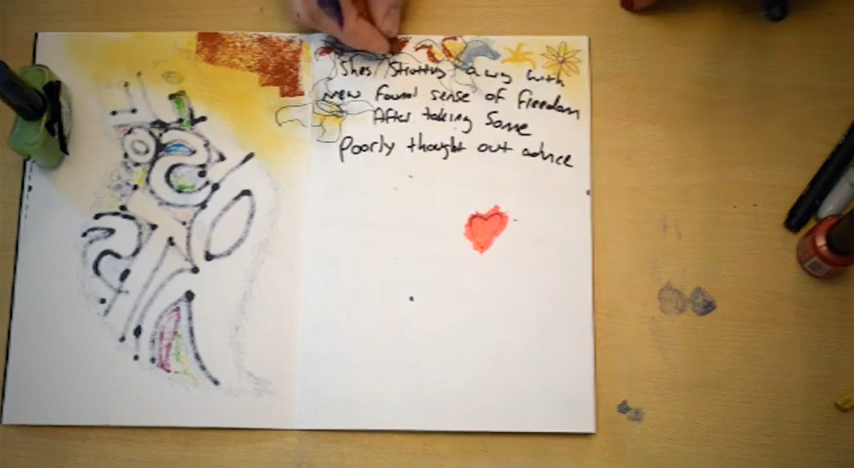 Shes Strutting away with
new found sense of freedom
After taking Some
poorly thought out advice